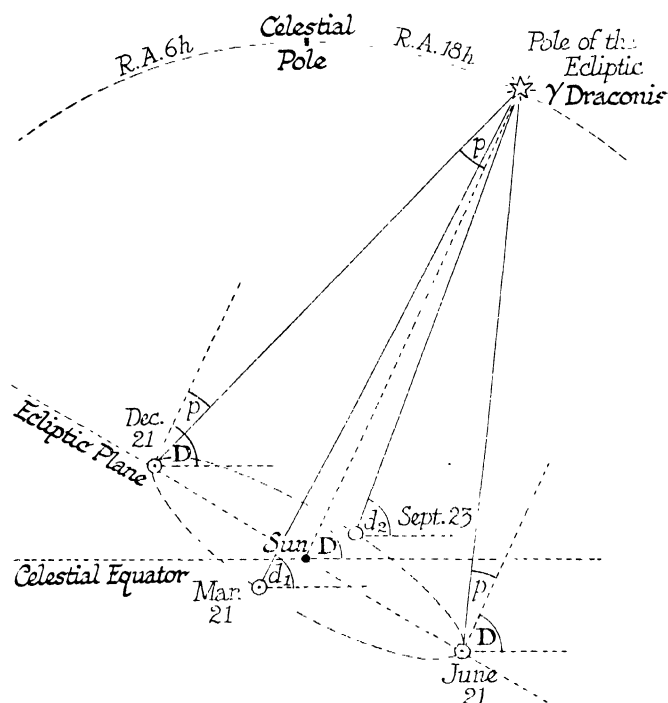 R.A. 6h
Celestial
Pole
R.A. 18h
Pole of the
Ecliptic
γ Draconis
p
p
Dec.
21
D
Ecliptic Plane
d₂
Sept. 23
Sun
D
Celestial Equator
d₁
Mar.
21
p
D
June
21